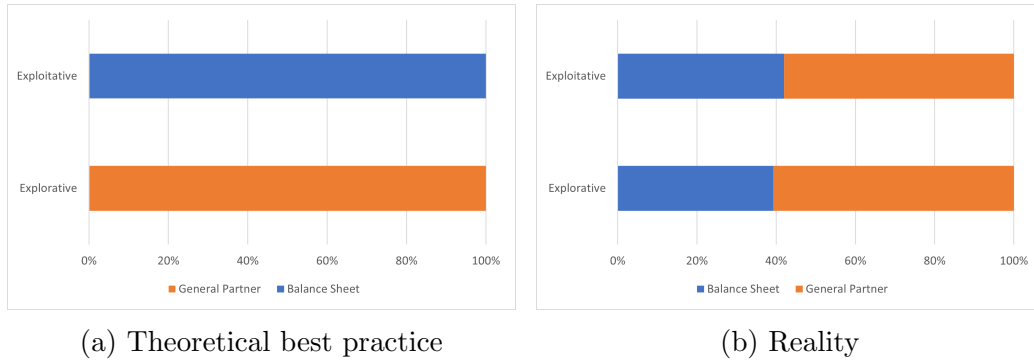 Exploitative
Explorative
0% 20% 40% 60% 80% 100%
General Partner Balance Sheet
(a) Theoretical best practice
Exploitative
Explorative
0% 20% 40% 60% 80% 100%
Balance Sheet General Partner
(b) Reality